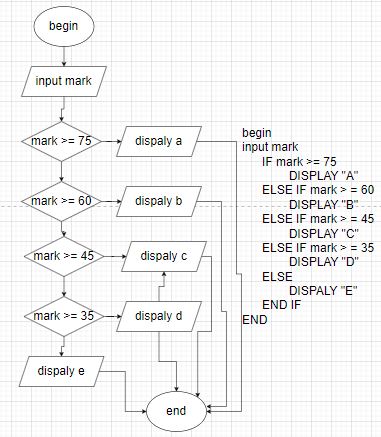 begin
input mark
mark >= 75
dispaly a
mark >= 60
dispaly b
mark >= 45
dispaly c
mark >= 35
dispaly d
dispaly e
end
begin
input mark
IF mark >= 75
DISPLAY "A"
ELSE IF mark > = 60
DISPLAY "B"
ELSE IF mark > = 45
DISPLAY "C"
ELSE IF mark > = 35
DISPLAY "D"
ELSE
DISPALY "E"
END IF
END